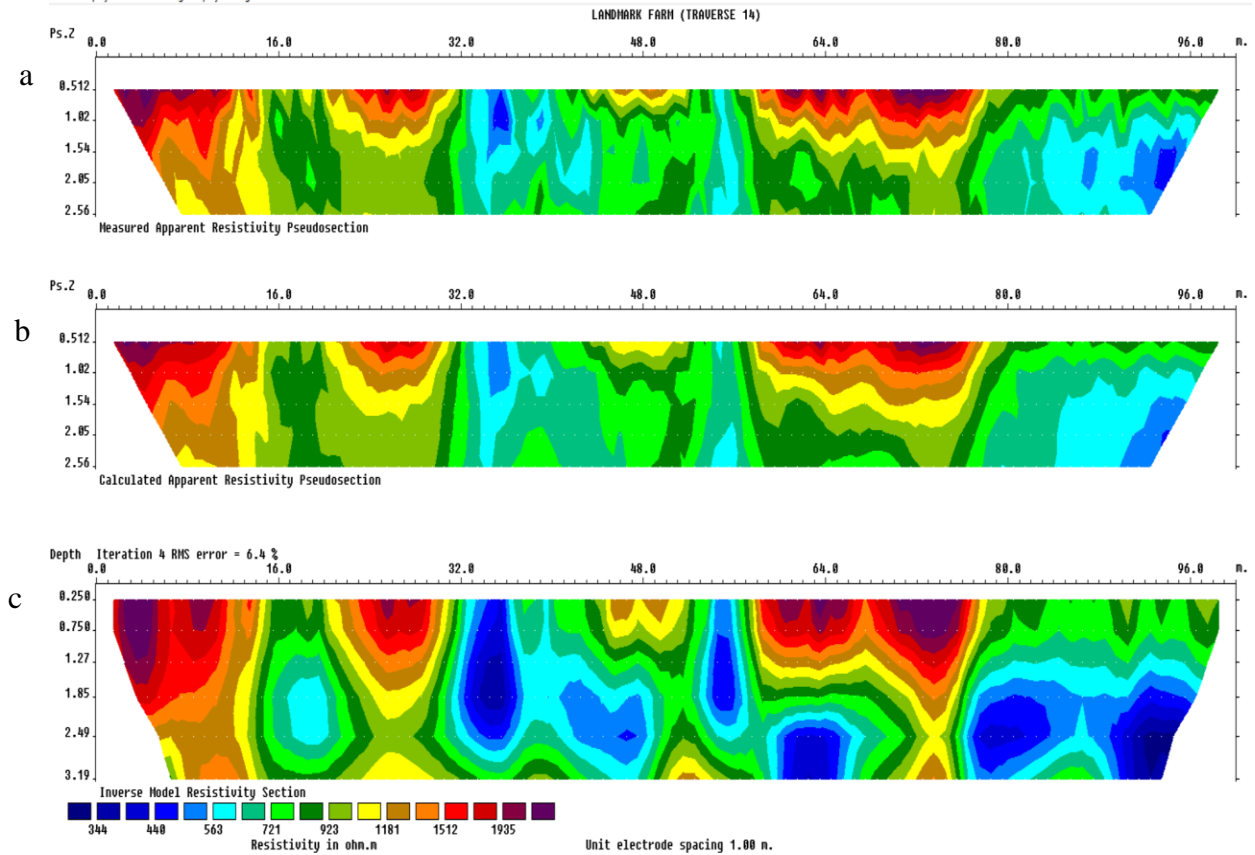 LANDMARK FARM (TRAVERSE 14)
Ps.Z 0.0 16.0 32.0 48.0 64.0 80.0 96.0 m.
a
0.512
1.02
1.54
2.05
2.56
Measured Apparent Resistivity Pseudosection
Ps.Z 0.0 16.0 32.0 48.0 64.0 80.0 96.0 m.
b
0.512
1.02
1.54
2.05
2.56
Calculated Apparent Resistivity Pseudosection
Depth Iteration 4 RMS error = 6.4 %
0.0 16.0 32.0 48.0 64.0 80.0 96.0 m.
c
0.250
0.750
1.27
1.85
2.49
3.19
Inverse Model Resistivity Section
344 440 563 721 923 1181 1512 1935
Resistivity in ohm.m Unit electrode spacing 1.00 m.